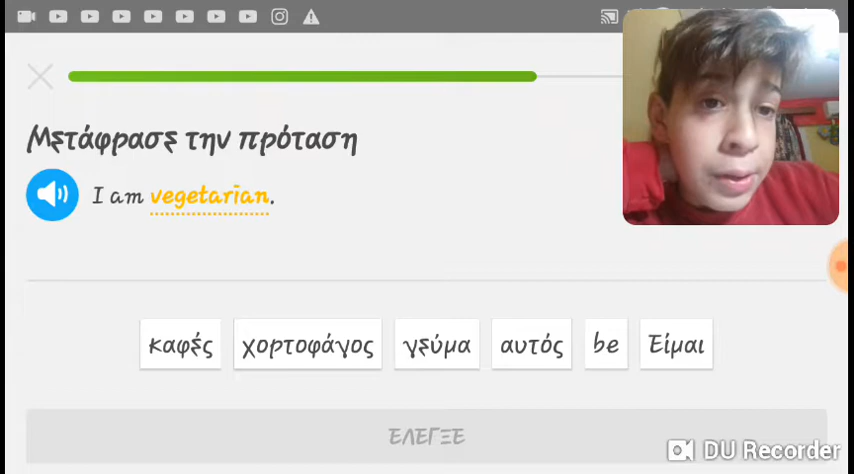 Μετάφρασε την πρόταση
I am vegetarian.
καφές χορτοφάγος γεύμα αυτός be Είμαι
ΕΛΕΓΞΕ
DU Recorder